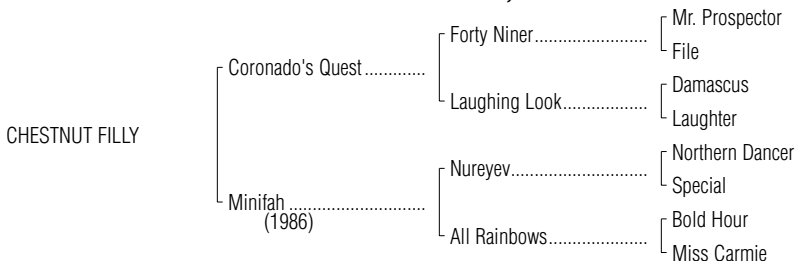 Mr. Prospector
Forty Niner......................
File
Coronado's Quest.............
Damascus
Laughing Look.................
Laughter
CHESTNUT FILLY
Northern Dancer
Nureyev...........................
Special
Minifah............................
(1986)
Bold Hour
All Rainbows....................
Miss Carmie